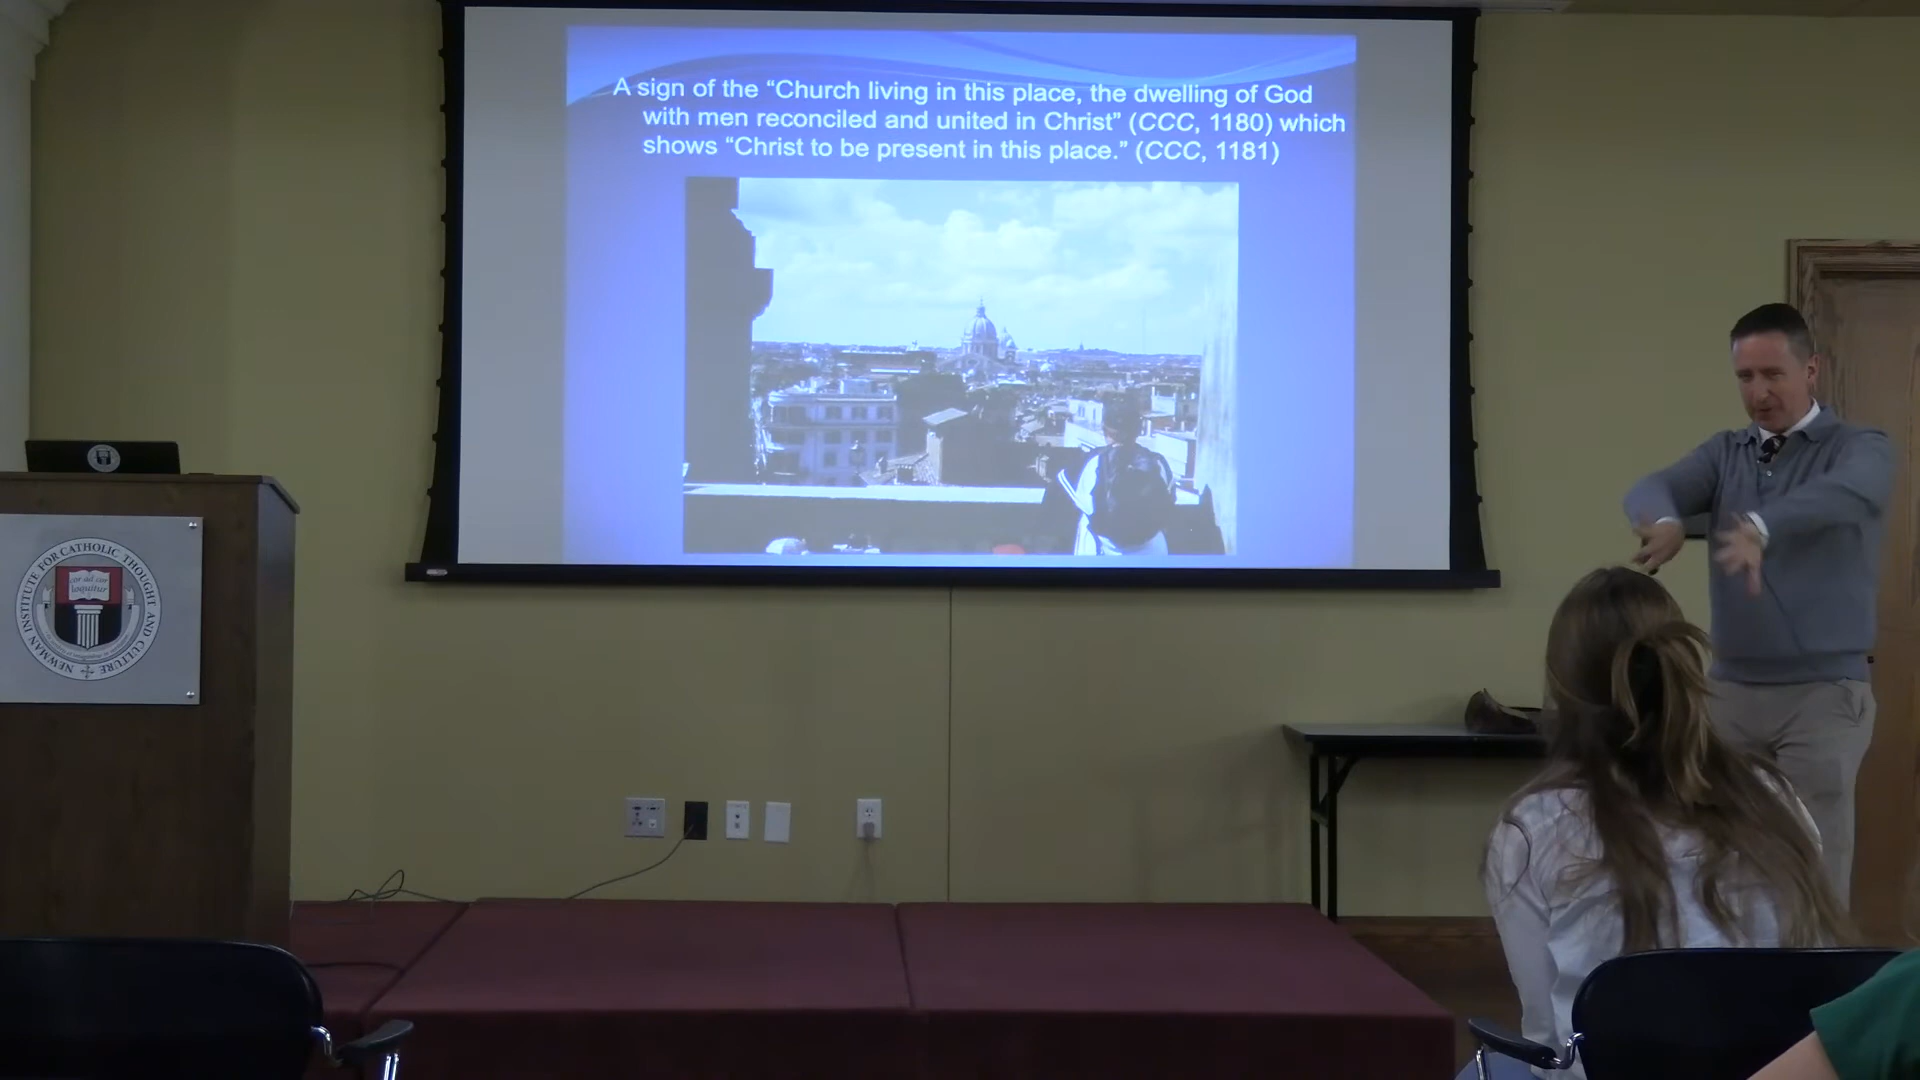 A sign of the “Church living in this place, the dwelling of God
with men reconciled and united in Christ” (CCC, 1180) which
shows “Christ to be present in this place.” (CCC, 1181)
NEWMAN INSTITUTE FOR CATHOLIC THOUGHT AND CULTURE
cor ad cor
loquitur